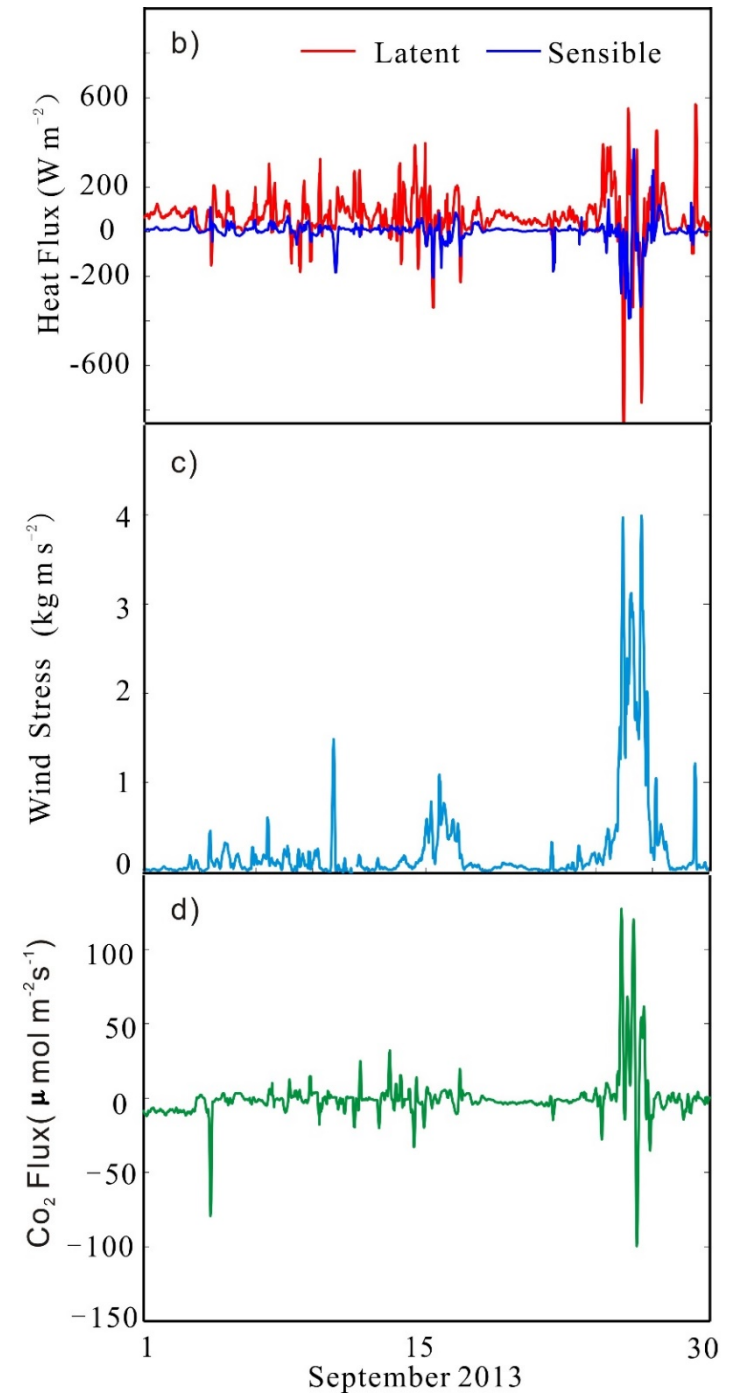 b)
Latent
Sensible
Heat Flux (W m⁻²)
600
200
0
-200
-600
c)
Wind Stress (kg m s⁻²)
4
3
2
1
0
d)
Co₂ Flux( μ mol m⁻²s⁻¹)
100
50
0
−50
−100
−150
1
15
30
September 2013